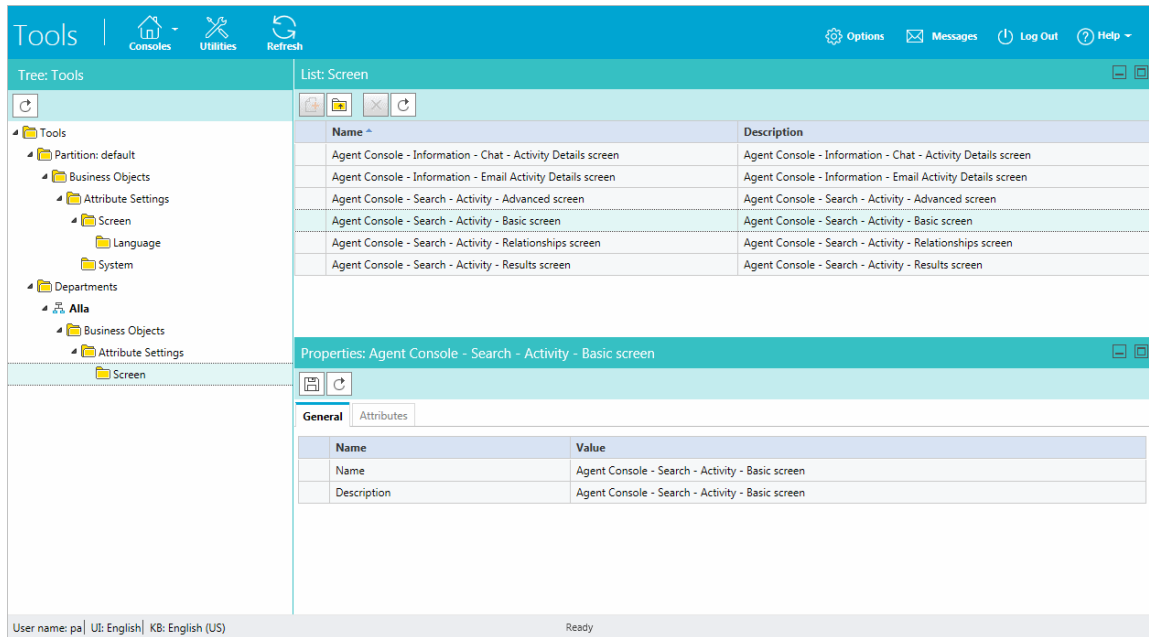 Tools Consoles Utilities Refresh Options Messages Log Out ? Help
Tree: Tools
Tools
Partition: default
Business Objects
Attribute Settings
Screen
Language
System
Departments
Alla
Business Objects
Attribute Settings
Screen
List: Screen
Name Description
Agent Console - Information - Chat - Activity Details screen Agent Console - Information - Chat - Activity Details screen
Agent Console - Information - Email Activity Details screen Agent Console - Information - Email Activity Details screen
Agent Console - Search - Activity - Advanced screen Agent Console - Search - Activity - Advanced screen
Agent Console - Search - Activity - Basic screen Agent Console - Search - Activity - Basic screen
Agent Console - Search - Activity - Relationships screen Agent Console - Search - Activity - Relationships screen
Agent Console - Search - Activity - Results screen Agent Console - Search - Activity - Results screen
Properties: Agent Console - Search - Activity - Basic screen
General Attributes
Name Value
Name Agent Console - Search - Activity - Basic screen
Description Agent Console - Search - Activity - Basic screen
User name: pa UI: English KB: English (US) Ready